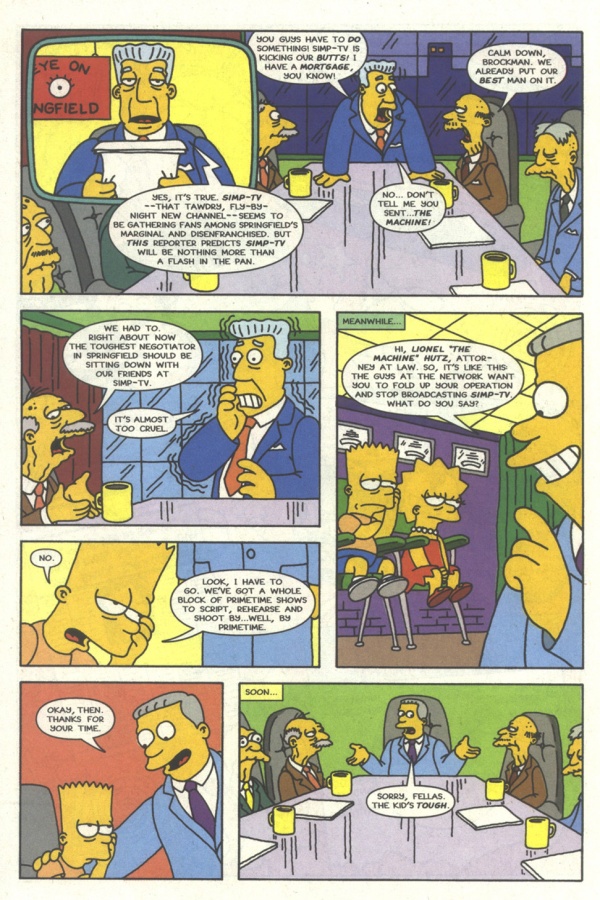 EYE ON
NGFIELD
YES, IT'S TRUE. SIMP-TV
--THAT TAWDRY, FLY-BY-
NIGHT NEW CHANNEL--SEEMS TO
BE GATHERING FANS AMONG SPRINGFIELD'S
MARGINAL AND DISENFRANCHISED. BUT
THIS REPORTER PREDICTS SIMP-TV
WILL BE NOTHING MORE THAN
A FLASH IN THE PAN.
YOU GUYS HAVE TO DO
SOMETHING! SIMP-TV IS
KICKING OUR BUTTS! I
HAVE A MORTGAGE,
YOU KNOW!
CALM DOWN,
BROCKMAN. WE
ALREADY PUT OUR
BEST MAN ON IT.
NO... DON'T
TELL ME YOU
SENT...THE
MACHINE!
WE HAD TO.
RIGHT ABOUT NOW
THE TOUGHEST NEGOTIATOR
IN SPRINGFIELD SHOULD BE
SITTING DOWN WITH
OUR FRIENDS AT
SIMP-TV.
IT'S ALMOST
TOO CRUEL.
MEANWHILE...
HI, LIONEL "THE
MACHINE" HUTZ, ATTOR-
NEY AT LAW. SO, IT'S LIKE THIS:
THE GUYS AT THE NETWORK WANT
YOU TO FOLD UP YOUR OPERATION
AND STOP BROADCASTING SIMP-TV.
WHAT DO YOU SAY?
NO.
LOOK, I HAVE TO
GO. WE'VE GOT A WHOLE
BLOCK OF PRIMETIME SHOWS
TO SCRIPT, REHEARSE AND
SHOOT BY...WELL, BY
PRIMETIME.
OKAY, THEN.
THANKS FOR
YOUR TIME.
SOON...
SORRY, FELLAS.
THE KID'S TOUGH.